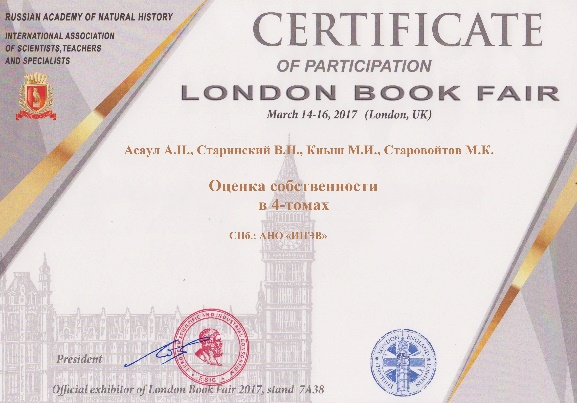 RUSSIAN ACADEMY OF NATURAL HISTORY
INTERNATIONAL ASSOCIATION
OF SCIENTISTS, TEACHERS
AND SPECIALISTS
CERTIFICATE
OF PARTICIPATION
LONDON BOOK FAIR
March 14-16, 2017 (London, UK)
Асаул А.Н., Старинский В.Н., Кныш М.И., Старовойтов М.К.
Оценка собственности
в 4-томах
СПб.: АНО «ИПЭВ»
President
Official exhibitor of London Book Fair 2017, stand 7A38